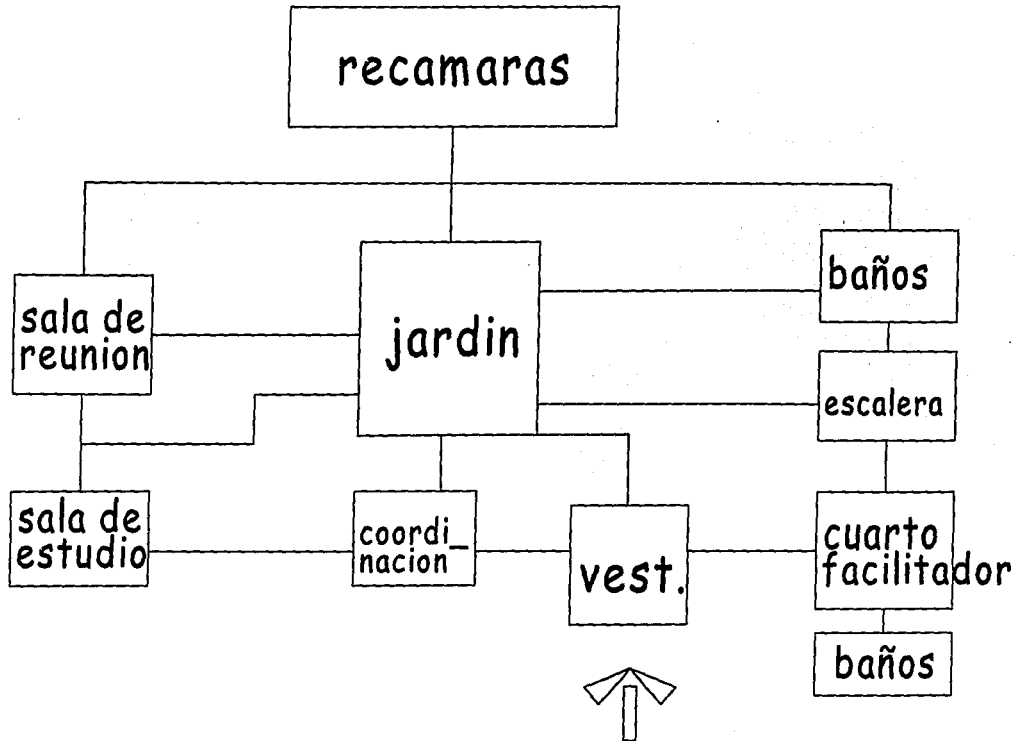 recamaras
baños
sala de
reunion
jardin
escalera
sala de
estudio
coordi_
nacion
vest.
cuarto
facilitador
baños